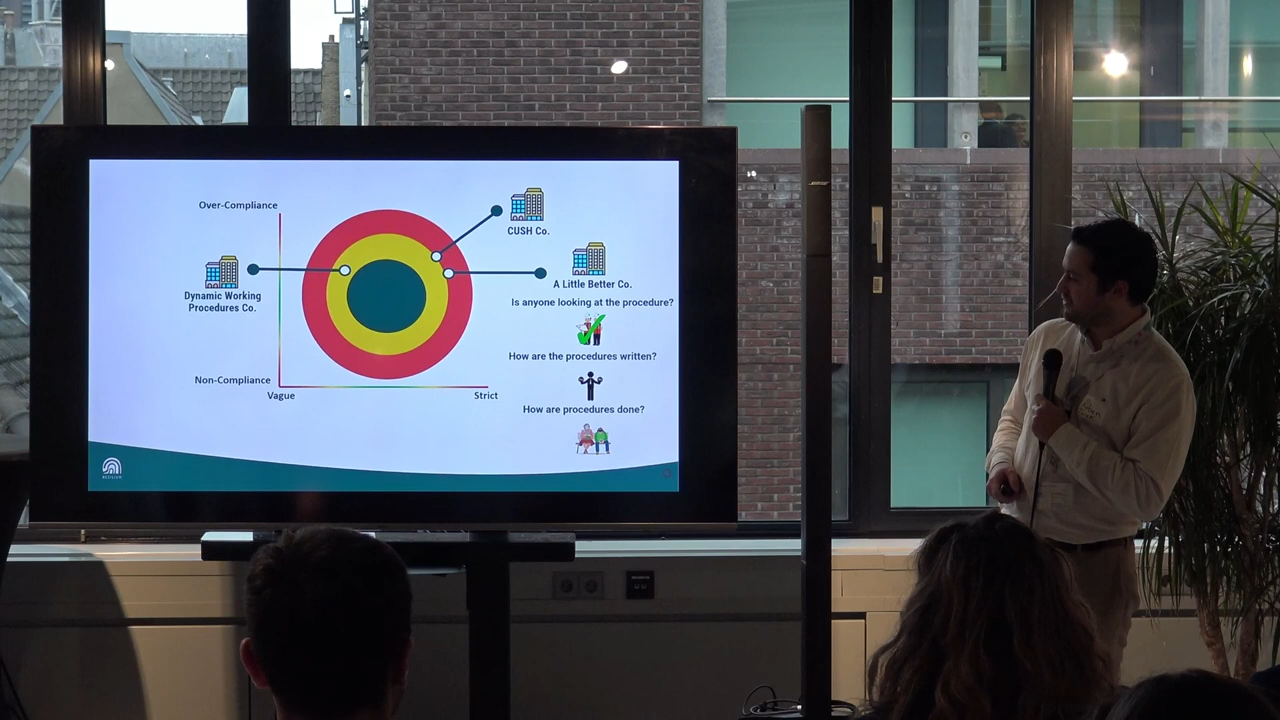 Over-Compliance
CUSH Co.
Dynamic Working
Procedures Co.
A Little Better Co.
Is anyone looking at the procedure?
How are the procedures written?
Non-Compliance
Vague
Strict
How are procedures done?